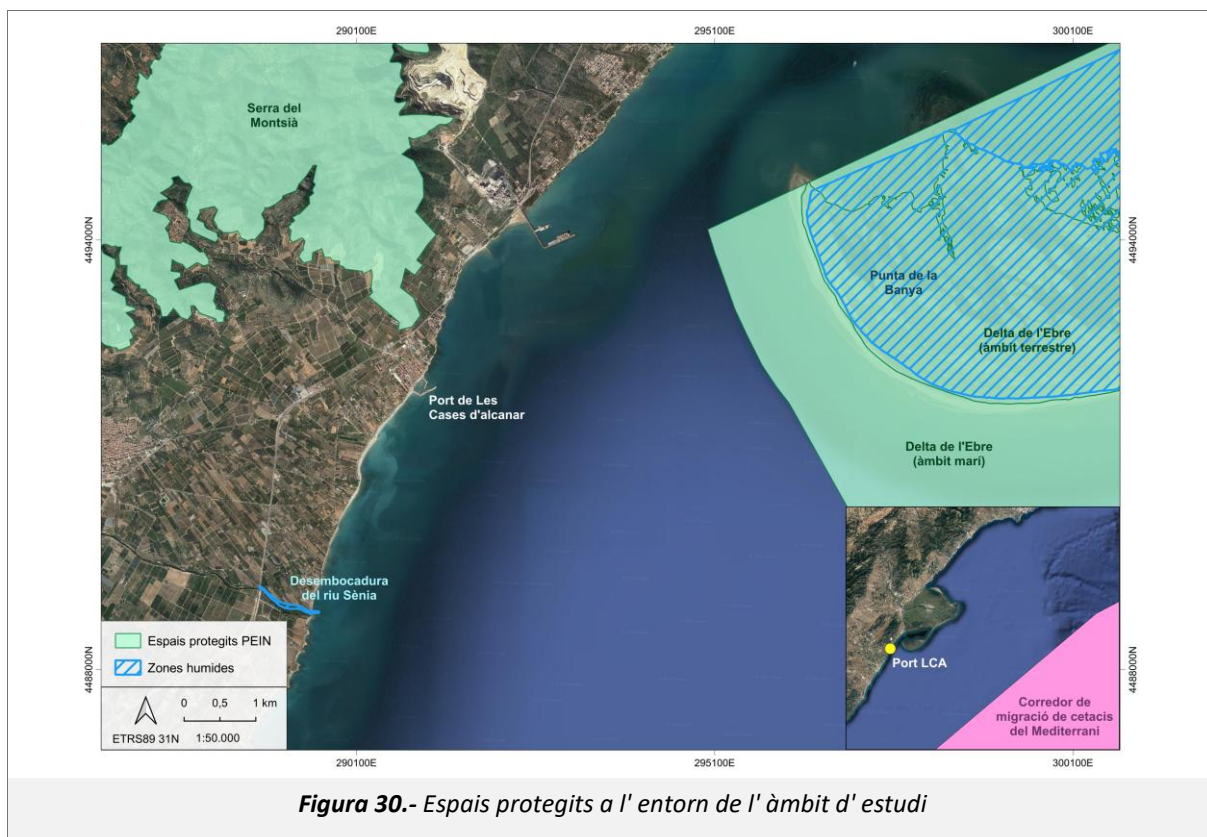 290100E
295100E
300100E
Serra del
Montsià
4494000N
4494000N
Punta de la
Banya
Delta de l'Ebre
(àmbit terrestre)
Port de Les
Cases d'alcanar
Delta de l'Ebre
(àmbit marí)
Desembocadura
del riu Sènia
Espais protegits PEIN
Zones humides
0 0,5 1 km
ETRS89 31N 1:50.000
4488000N
4488000N
Port LCA
Corredor de
migració de cetacis
del Mediterrani
290100E
295100E
300100E
Figura 30.- Espais protegits a l' entorn de l' àmbit d' estudi